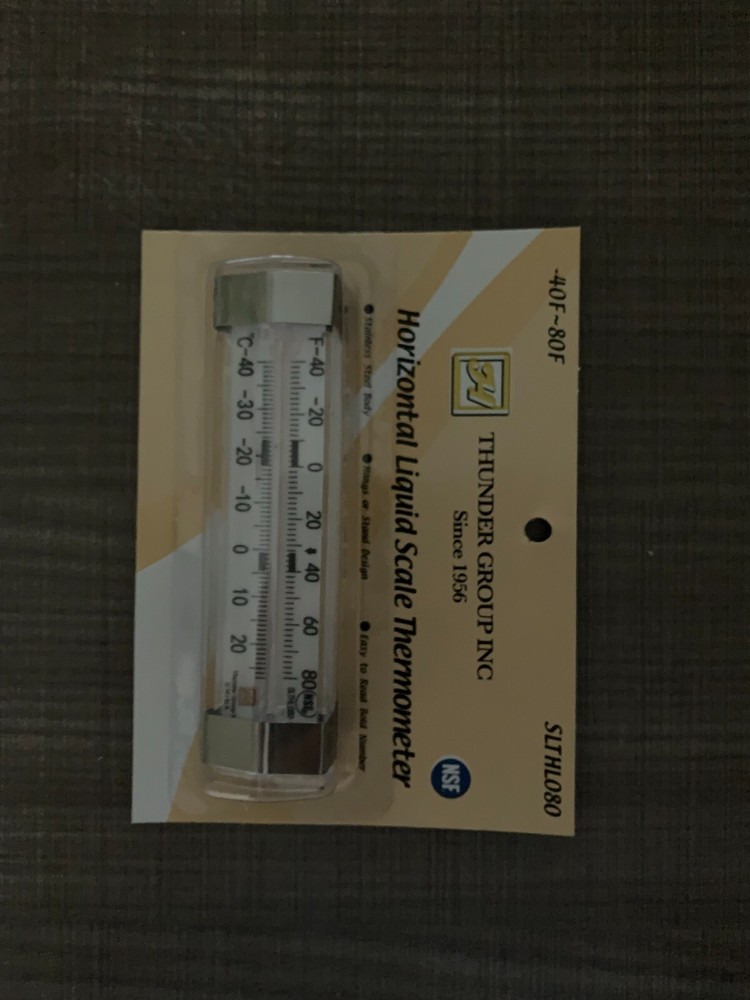 -40F~80F SLTHL080
THUNDER GROUP INC
Since 1956
NSF
Horizontal Liquid Scale Thermometer
● Stainless Steel Body ● Hangs or Stand Design ● Easy to Read Bold Number
°F -40 -20 0 20 40 60 80 NSF
°C -40 -30 -20 -10 0 10 20